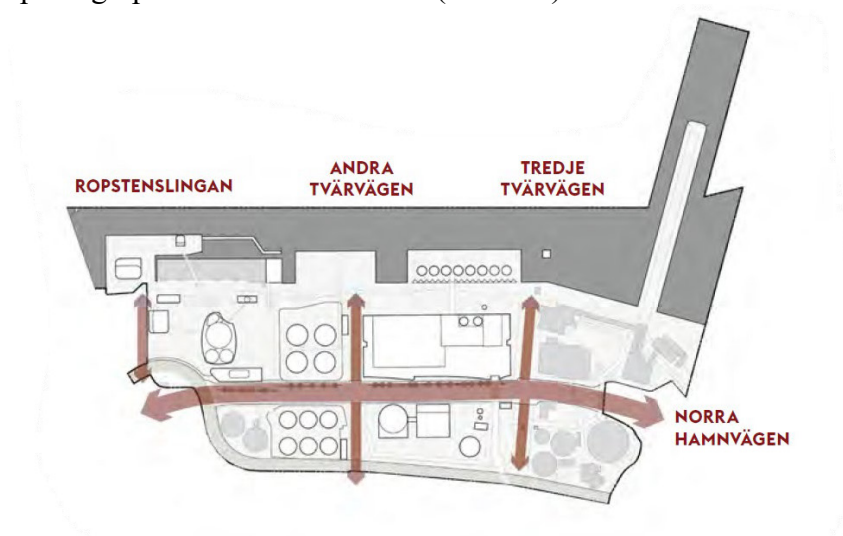 ROPSTENSLINGAN
ANDRA
TVÄRVÄGEN
TREDJE
TVÄRVÄGEN
NORRA
HAMNVÄGEN